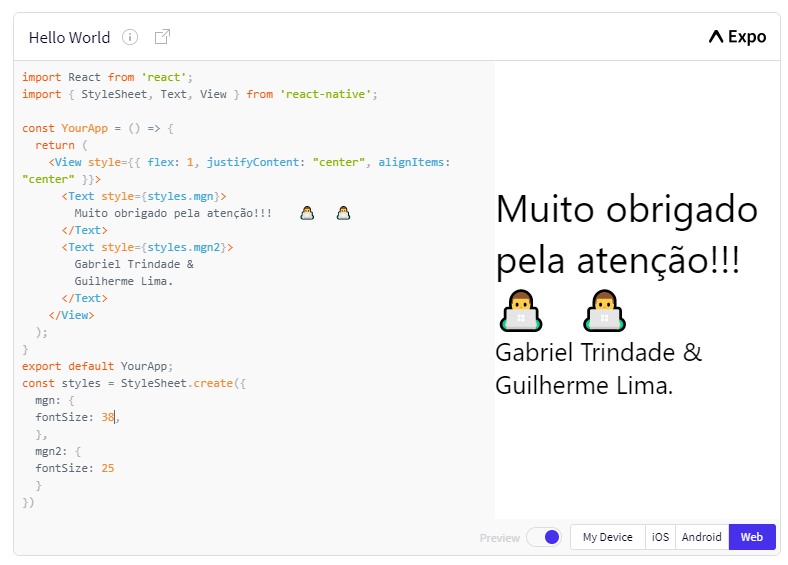 Hello World
Expo
import React from 'react';
import { StyleSheet, Text, View } from 'react-native';
const YourApp = () => {
return (
<View style={{ flex: 1, justifyContent: "center", alignItems:
"center" }}>
<Text style={styles.mgn}>
Muito obrigado pela atenção!!! 👨‍💻 👨‍💻
</Text>
<Text style={styles.mgn2}>
Gabriel Trindade &
Guilherme Lima.
</Text>
</View>
);
}
export default YourApp;
const styles = StyleSheet.create({
mgn: {
fontSize: 38,
},
mgn2: {
fontSize: 25
}
})
Muito obrigado
pela atenção!!!
👨‍💻 👨‍💻
Gabriel Trindade &
Guilherme Lima.
Preview
My Device
iOS
Android
Web